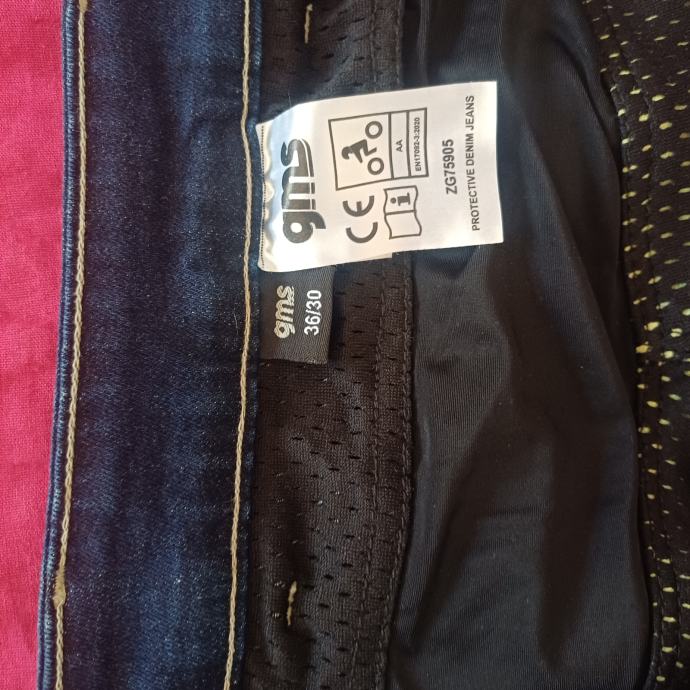 gms
CE
AA
EN17092-3:2020
ZG75905
PROTECTIVE DENIM JEANS
gms
36/30